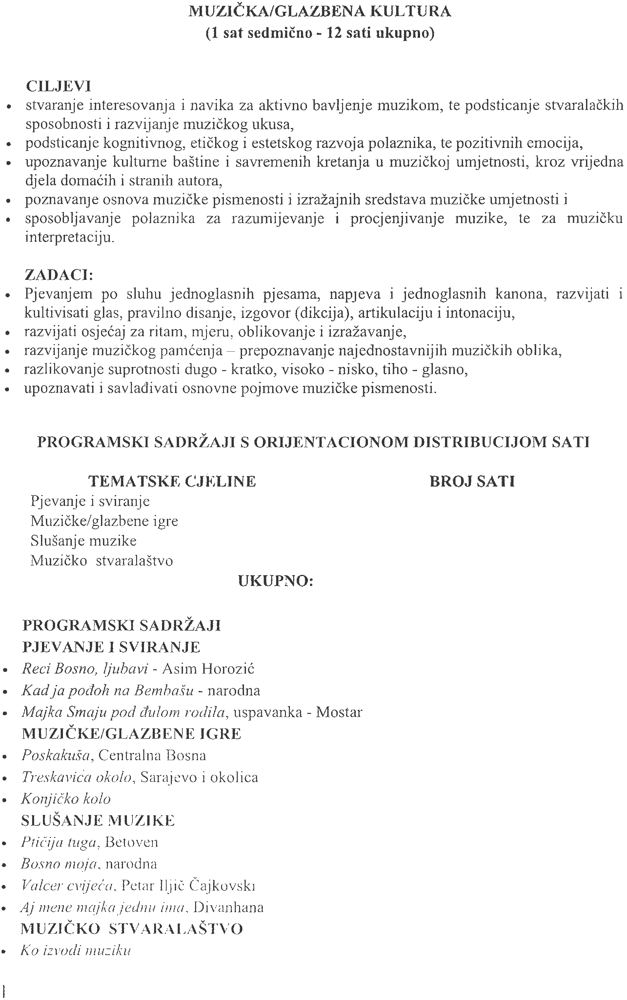 MUZIČKA/GLAZBENA KULTURA
(1 sat sedmično - 12 sati ukupno)
CILJEVI
• stvaranje interesovanja i navika za aktivno bavljenje muzikom, te podsticanje stvaralačkih
sposobnosti i razvijanje muzičkog ukusa,
• podsticanje kognitivnog, etičkog i estetskog razvoja polaznika, te pozitivnih emocija,
• upoznavanje kulturne baštine i savremenih kretanja u muzičkoj umjetnosti, kroz vrijedna
djela domaćih i stranih autora,
• poznavanje osnova muzičke pismenosti i izražajnih sredstava muzičke umjetnosti i
• sposobljavanje polaznika za razumijevanje i procjenjivanje muzike, te za muzičku
interpretaciju.
ZADACI:
• Pjevanjem po sluhu jednoglasnih pjesama, napjeva i jednoglasnih kanona, razvijati i
kultivisati glas, pravilno disanje, izgovor (dikcija), artikulaciju i intonaciju,
• razvijati osjećaj za ritam, mjeru, oblikovanje i izražavanje,
• razvijanje muzičkog pamćenja – prepoznavanje najednostavnijih muzičkih oblika,
• razlikovanje suprotnosti dugo - kratko, visoko - nisko, tiho - glasno,
• upoznavati i savlađivati osnovne pojmove muzičke pismenosti.
PROGRAMSKI SADRŽAJI S ORIJENTACIONOM DISTRIBUCIJOM SATI
TEMATSKE CJELINE BROJ SATI
Pjevanje i sviranje
Muzičke/glazbene igre
Slušanje muzike
Muzičko stvaralaštvo
UKUPNO:
PROGRAMSKI SADRŽAJI
PJEVANJE I SVIRANJE
• Reci Bosno, ljubavi - Asim Horozić
• Kad ja pođoh na Bembašu - narodna
• Majka Smaju pod đulom rodila, uspavanka - Mostar
MUZIČKE/GLAZBENE IGRE
• Poskakuša, Centralna Bosna
• Treskavica okolo, Sarajevo i okolica
• Konjičko kolo
SLUŠANJE MUZIKE
• Ptičija tuga, Betoven
• Bosno moja, narodna
• Valcer cvijeća, Petar Iljič Čajkovski
• Aj mene majka jednu ima, Divanhana
MUZIČKO STVARALAŠTVO
• Ko izvodi muziku